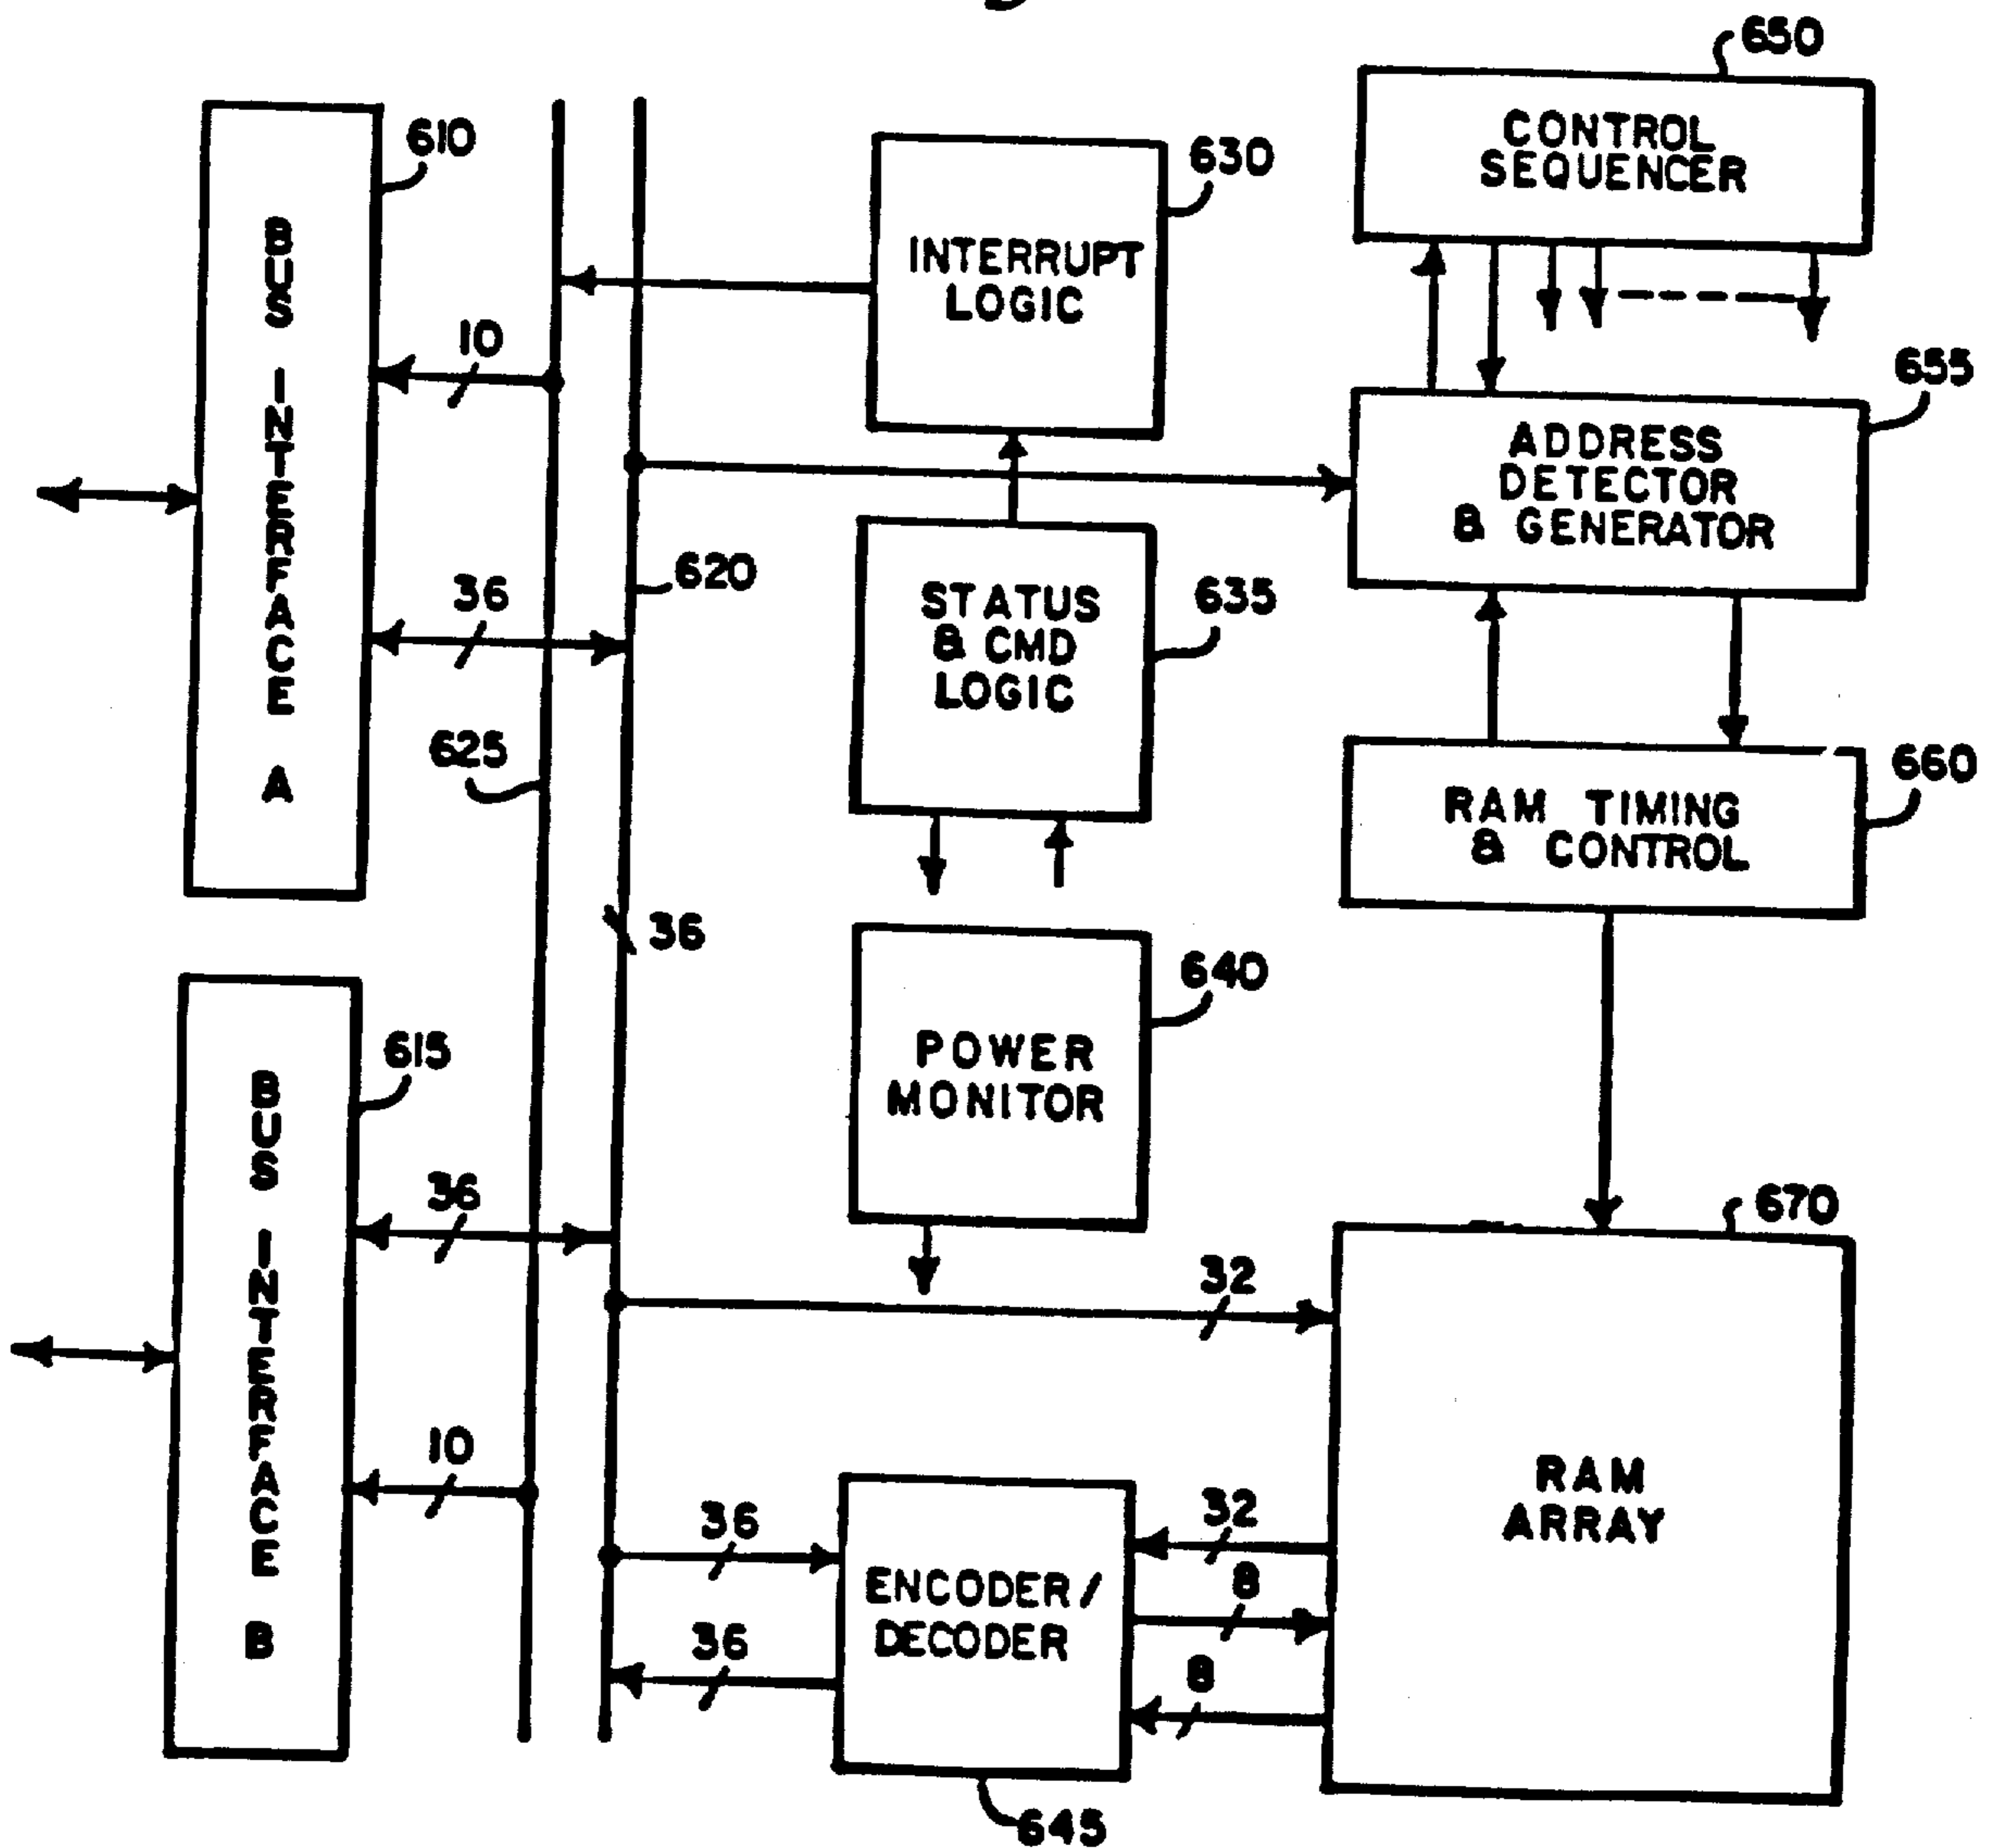 650
CONTROL
SEQUENCER
610
630
BUS INTERFACE A
INTERRUPT
LOGIC
10
655
ADDRESS
DETECTOR
& GENERATOR
620
36
STATUS
& CMD
LOGIC
635
625
660
RAM TIMING
& CONTROL
36
640
POWER
MONITOR
615
BUS INTERFACE B
36
670
32
10
RAM
ARRAY
36
32
ENCODER/
DECODER
8
36
8
645